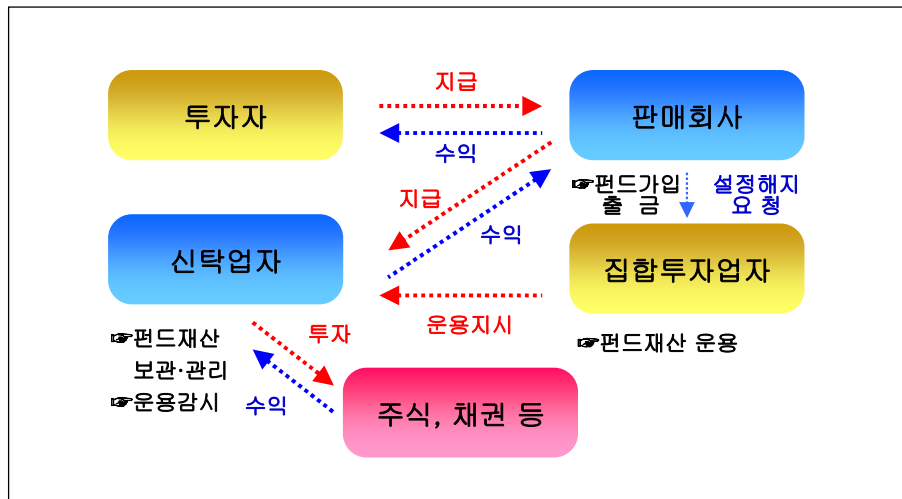 투자자
지급
수익
판매회사
☞펀드가입
출 금
설정해지
요 청
지급
수익
신탁업자
집합투자업자
운용지시
☞펀드재산
보관·관리
☞운용감시
투자
수익
☞펀드재산 운용
주식, 채권 등